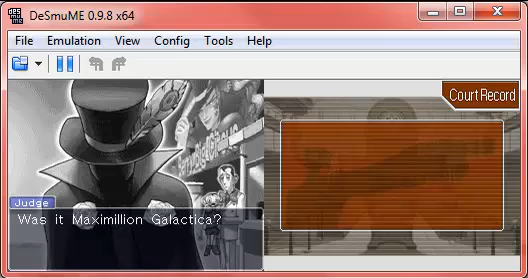 DeSmuME 0.9.8 x64
File Emulation View Config Tools Help
Court Record
Judge
Was it Maximillion Galactica?